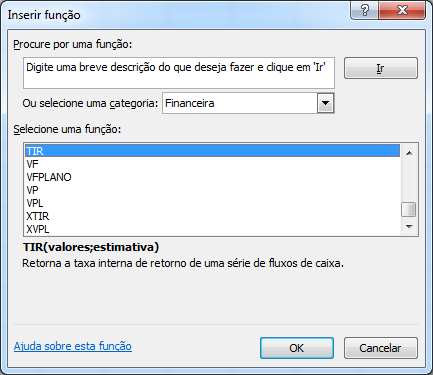 Inserir função
?
Procure por uma função:
Digite uma breve descrição do que deseja fazer e clique em 'Ir'
Ir
Ou selecione uma categoria: Financeira
Selecione uma função:
TIR
VF
VFPLANO
VP
VPL
XTIR
XVPL
TIR(valores;estimativa)
Retorna a taxa interna de retorno de uma série de fluxos de caixa.
Ajuda sobre esta função
OK
Cancelar